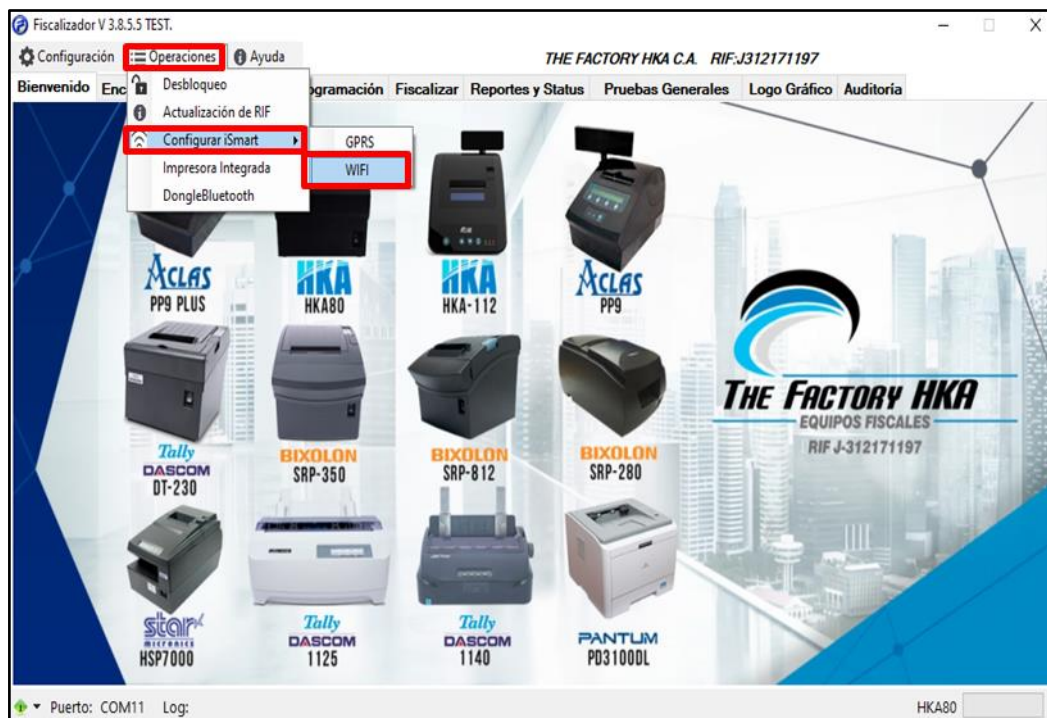 Fiscalizador V 3.8.5.5 TEST.
Configuración Operaciones Ayuda THE FACTORY HKA C.A. RIF:J312171197
Bienvenido Enc ogramación Fiscalizar Reportes y Status Pruebas Generales Logo Gráfico Auditoria
Desbloqueo
Actualización de RIF
Configurar iSmart GPRS
Impresora Integrada WIFI
DongleBluetooth
ACLAS HKA HKA ACLAS
PP9 PLUS HKA80 HKA-112 PP9
THE FACTORY HKA
EQUIPOS FISCALES
RIF J-312171197
Tally BIXOLON BIXOLON BIXOLON
DASCOM SRP-350 SRP-812 SRP-280
DT-230
star Tally Tally PANTUM
micronics DASCOM DASCOM PD3100DL
HSP7000 1125 1140
Puerto: COM11 Log: HKA80